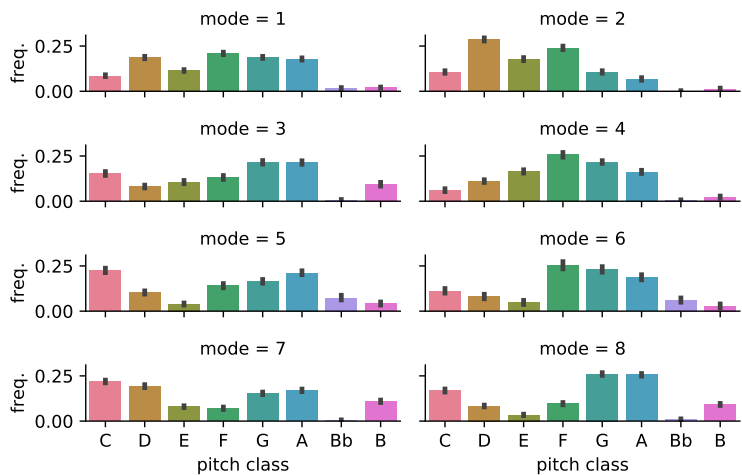 mode = 1
mode = 2
freq.
0.25
0.00
mode = 3
mode = 4
freq.
0.25
0.00
mode = 5
mode = 6
freq.
0.25
0.00
mode = 7
mode = 8
freq.
0.25
0.00
C D E F G A Bb B
C D E F G A Bb B
pitch class
pitch class